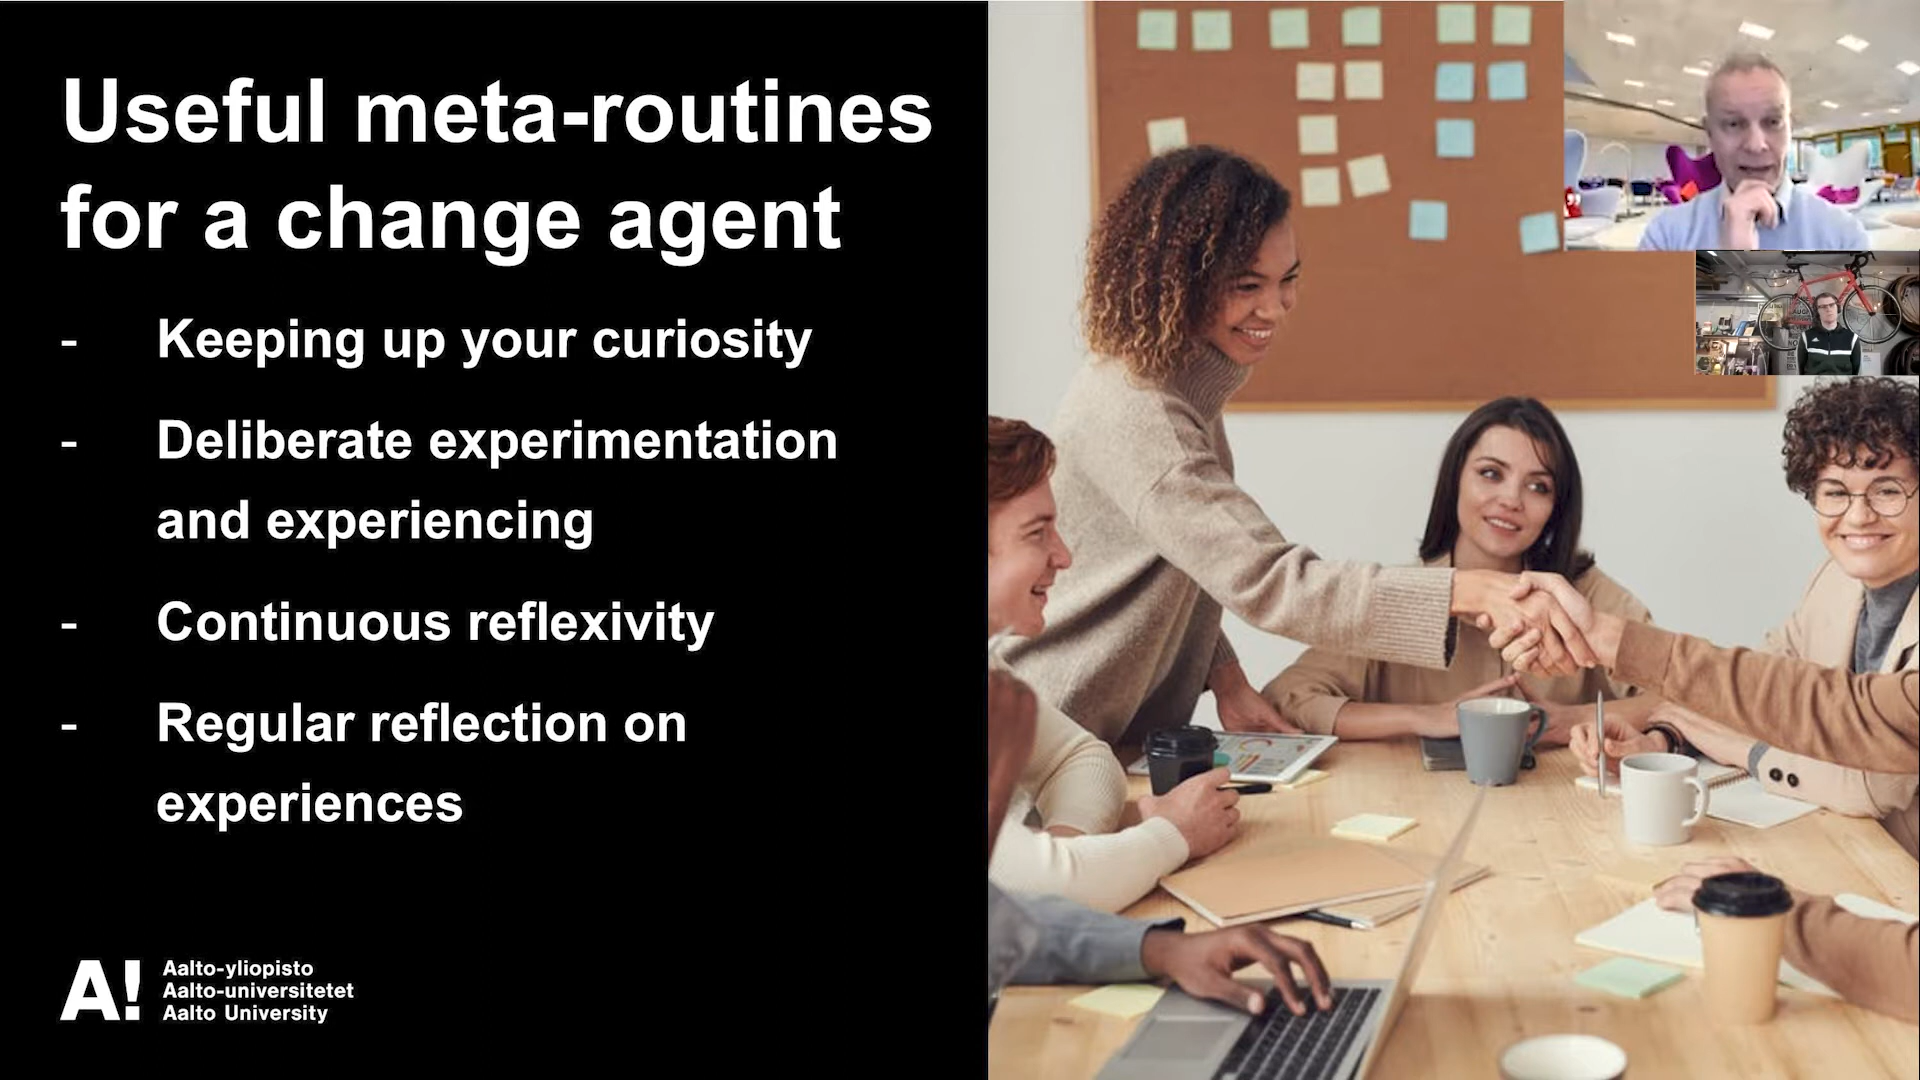 Useful meta-routines
for a change agent
- Keeping up your curiosity
- Deliberate experimentation
and experiencing
- Continuous reflexivity
- Regular reflection on
experiences
A!
Aalto-yliopisto
Aalto-universitetet
Aalto University